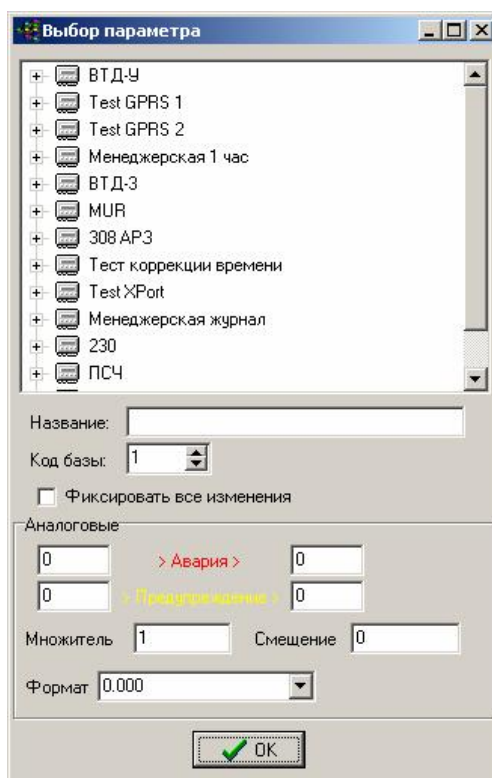 Выбор параметра
ВТД-У
Test GPRS 1
Test GPRS 2
Менеджерская 1 час
ВТД-3
MUR
308 АРЗ
Тест коррекции времени
Test XPort
Менеджерская журнал
230
ПСЧ
Название:
Код базы: 1
Фиксировать все изменения
Аналоговые
0 > Авария > 0
0 > Предупреждение > 0
Множитель 1 Смещение 0
Формат 0.000
OK